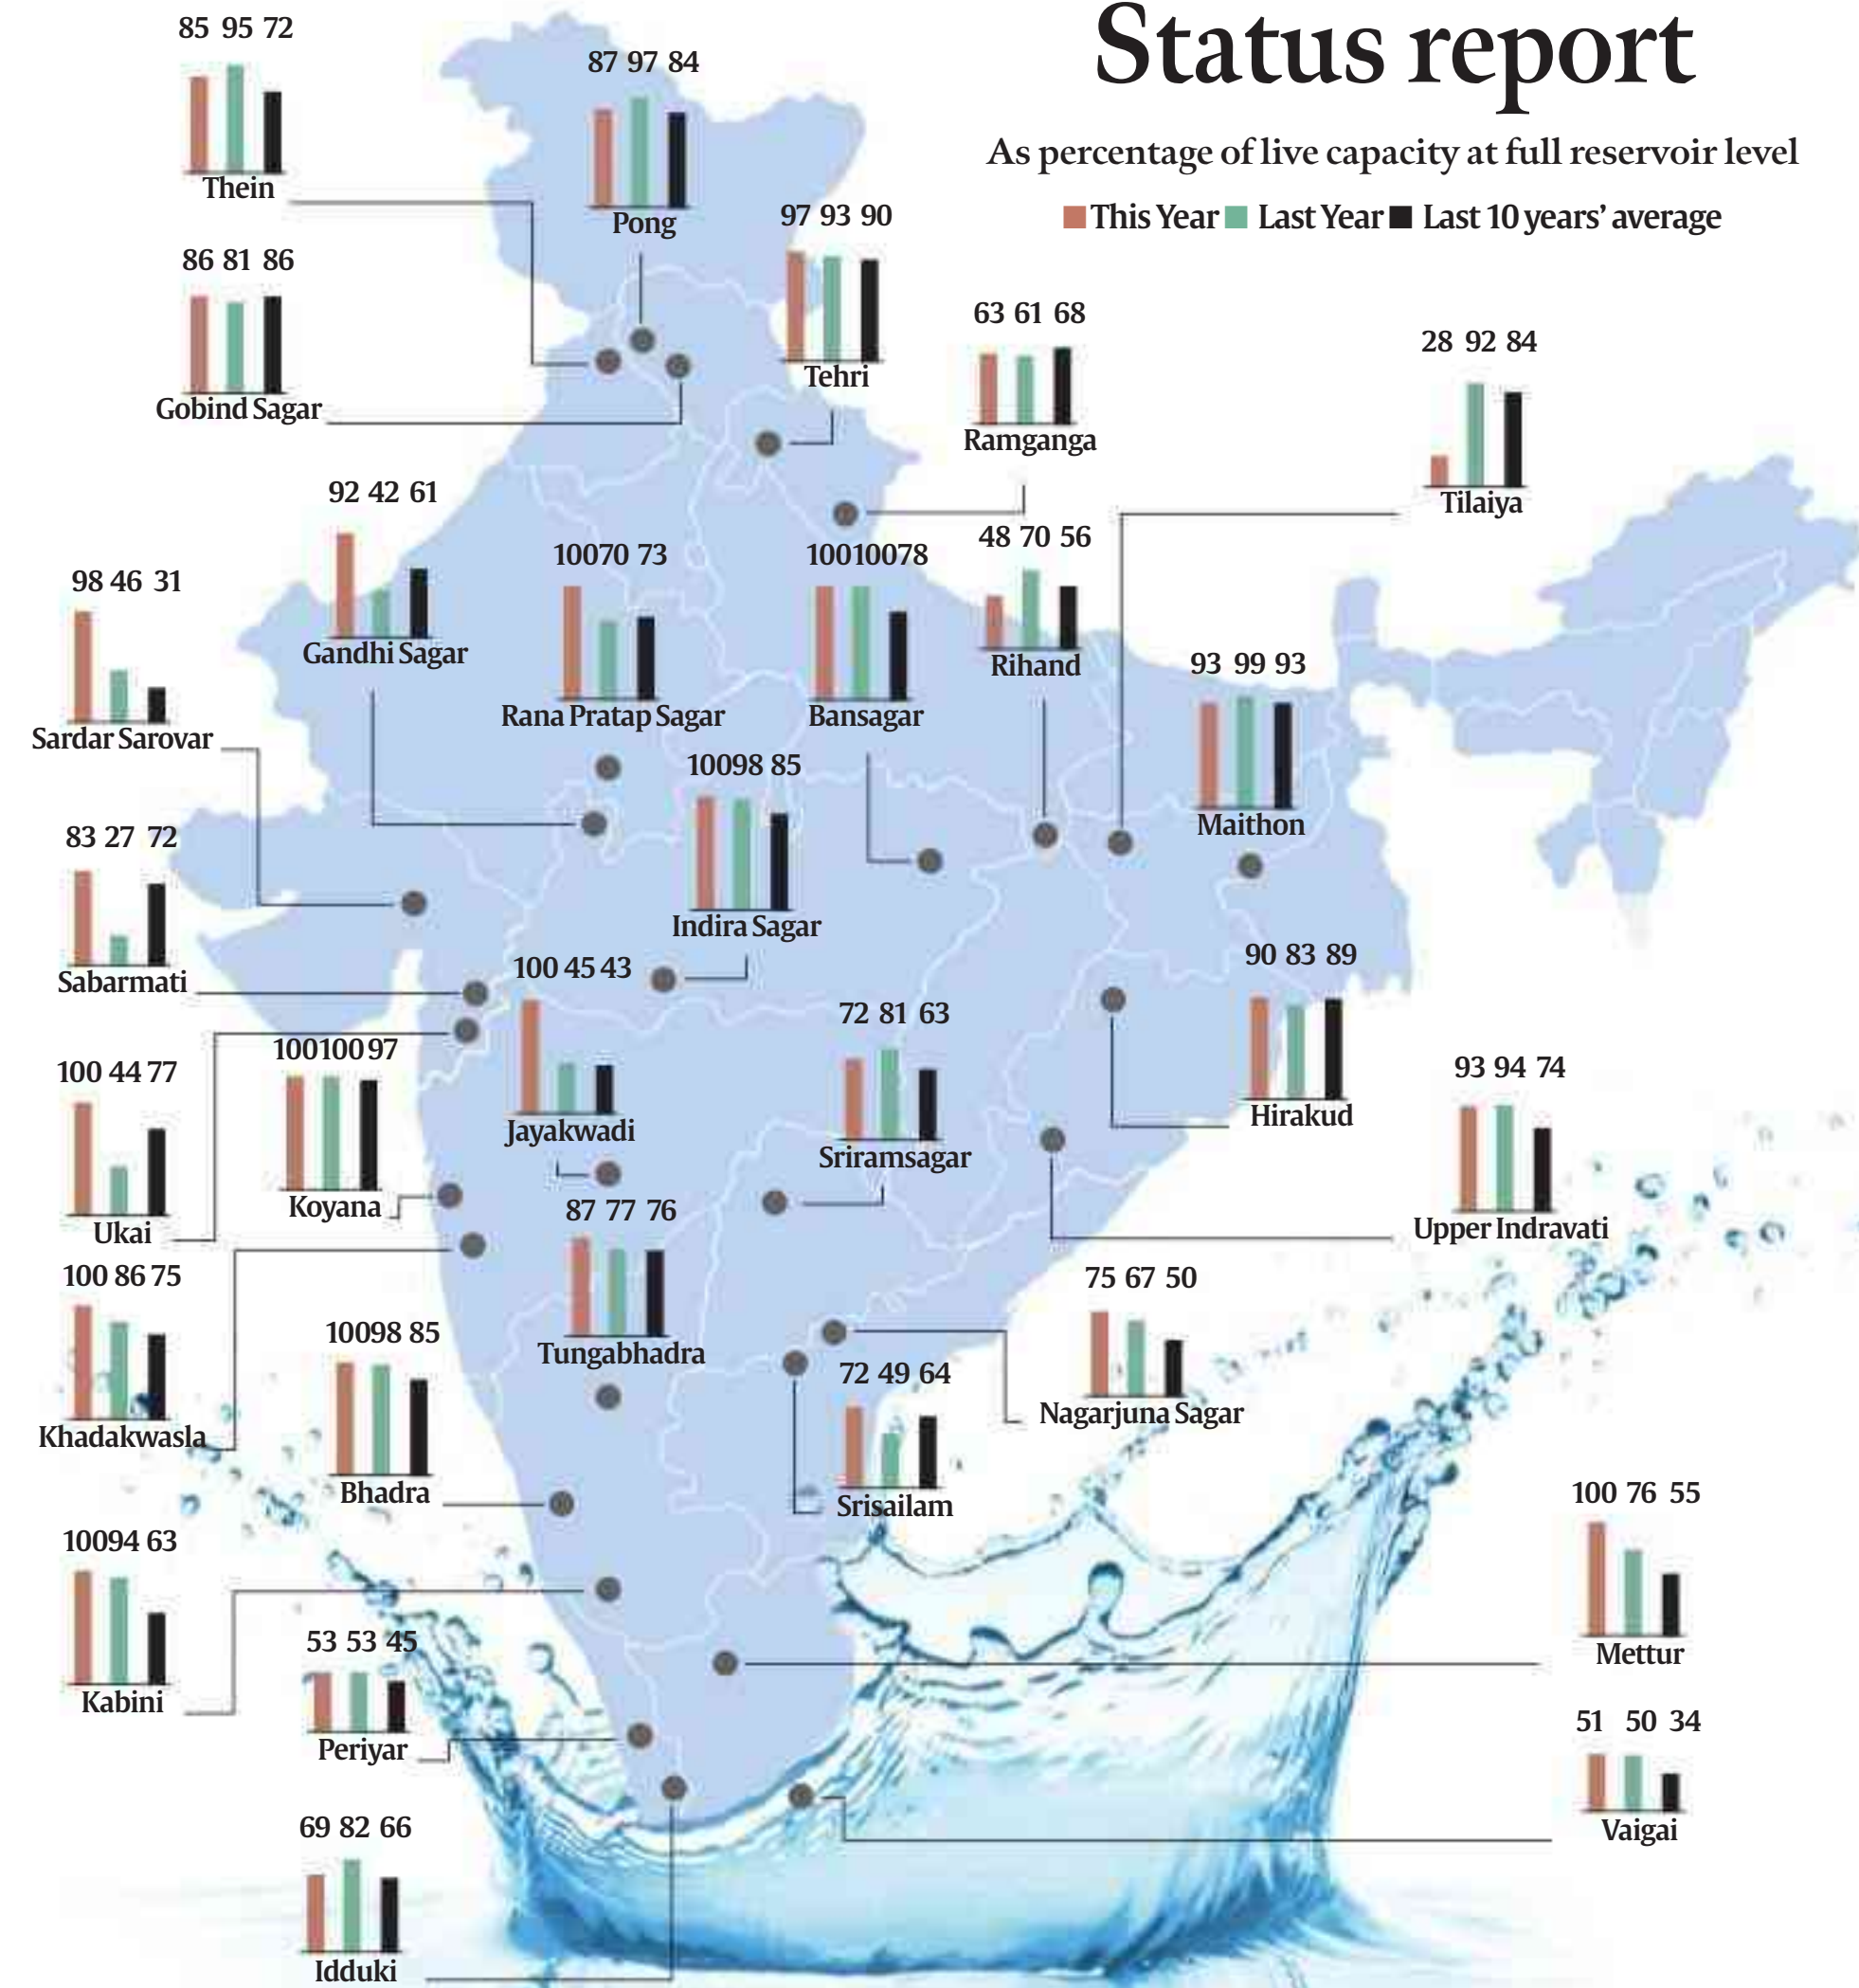 Status report
As percentage of live capacity at full reservoir level
This Year Last Year Last 10 years' average
85 95 72
Thein
87 97 84
Pong
97 93 90
Tehri
86 81 86
Gobind Sagar
63 61 68
Ramganga
28 92 84
Tilaiya
92 42 61
Gandhi Sagar
10070 73
Rana Pratap Sagar
10010078
Bansagar
48 70 56
Rihand
98 46 31
Sardar Sarovar
93 99 93
Maithon
10098 85
Indira Sagar
83 27 72
Sabarmati
100 45 43
Jayakwadi
72 81 63
Sriramsagar
90 83 89
Hirakud
100 44 77
Ukai
100100 97
Koyana
93 94 74
Upper Indravati
87 77 76
Tungabhadra
100 86 75
Khadakwasla
75 67 50
Nagarjuna Sagar
10098 85
Bhadra
72 49 64
Srisailam
10094 63
Kabini
100 76 55
Mettur
53 53 45
Periyar
51 50 34
Vaigai
69 82 66
Idduki